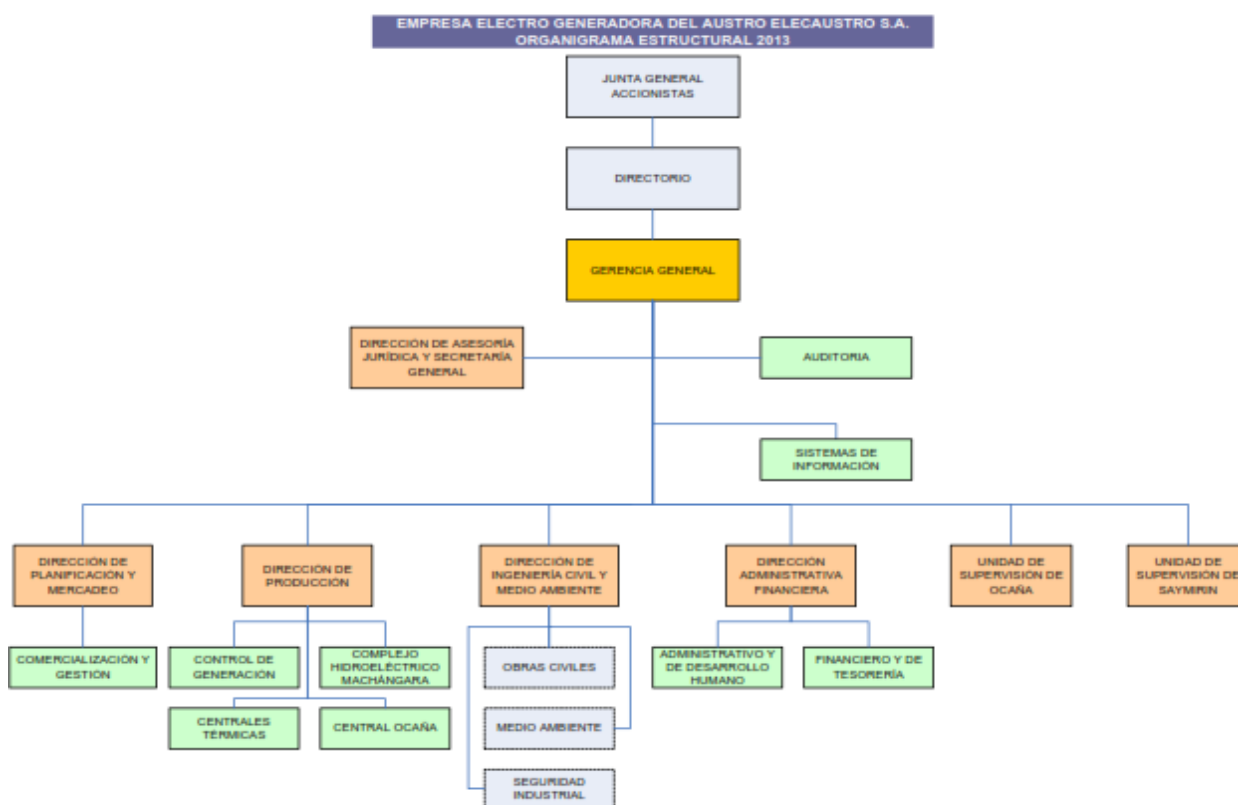 EMPRESA ELECTRO GENERADORA DEL AUSTRO ELECAUSTRO S.A.
ORGANIGRAMA ESTRUCTURAL 2013
JUNTA GENERAL
ACCIONISTAS
DIRECTORIO
GERENCIA GENERAL
DIRECCIÓN DE ASESORÍA
JURÍDICA Y SECRETARÍA
GENERAL
AUDITORIA
SISTEMAS DE
INFORMACIÓN
DIRECCIÓN DE
PLANIFICACIÓN Y
MERCADEO
DIRECCIÓN DE
PRODUCCIÓN
DIRECCIÓN DE
INGENIERÍA CIVIL Y
MEDIO AMBIENTE
DIRECCIÓN
ADMINISTRATIVA
FINANCIERA
UNIDAD DE
SUPERVISIÓN DE
OCAÑA
UNIDAD DE
SUPERVISIÓN DE
SAYMIRIN
COMERCIALIZACIÓN Y
GESTIÓN
CONTROL DE
GENERACIÓN
COMPLEJO
HIDROELÉCTRICO
MACHÁNGARA
OBRAS CIVILES
ADMINISTRATIVO Y
DE DESARROLLO
HUMANO
FINANCIERO Y DE
TESORERÍA
CENTRALES
TÉRMICAS
CENTRAL OCAÑA
MEDIO AMBIENTE
SEGURIDAD
INDUSTRIAL